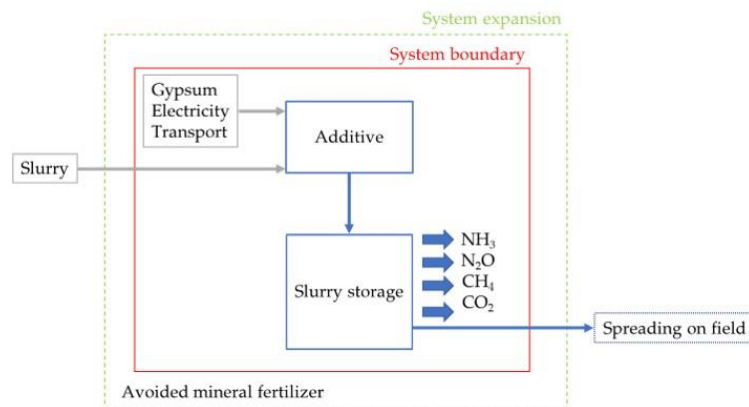 System expansion
System boundary
Gypsum
Electricity
Transport
Additive
Slurry
NH₃
N₂O
CH₄
CO₂
Slurry storage
Spreading on field
Avoided mineral fertilizer